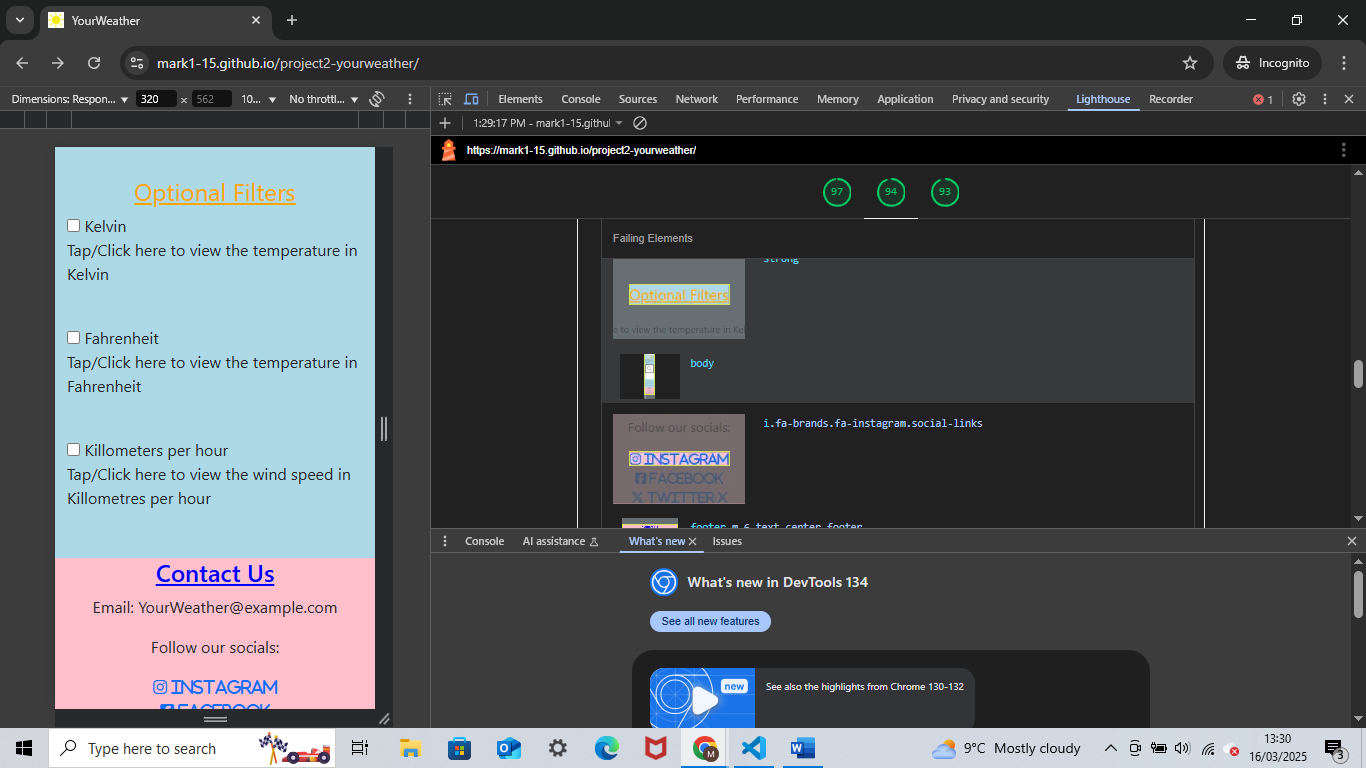 YourWeather
mark1-15.github.io/project2-yourweather/
Incognito
Dimensions: Respon...
320
×
562
10...
No throttl...
Elements
Console
Sources
Network
Performance
Memory
Application
Privacy and security
Lighthouse
Recorder
1
1:29:17 PM - mark1-15.githul
https://mark1-15.github.io/project2-yourweather/
97
94
93
Optional Filters
Kelvin
Tap/Click here to view the temperature in
Kelvin
Fahrenheit
Tap/Click here to view the temperature in
Fahrenheit
Killometers per hour
Tap/Click here to view the wind speed in
Killometres per hour
Contact Us
Email: YourWeather@example.com
Follow our socials:
INSTAGRAM
FACEBOOK
Failing Elements
strong
Optional Filters
e to view the temperature in Kel
body
Follow our socials:
INSTAGRAM
FACEBOOK
TWITTER X
i.fa-brands.fa-instagram.social-links
footer.m-6.text-center.footer
Console
AI assistance
What's new
Issues
What's new in DevTools 134
See all new features
new
See also the highlights from Chrome 130-132
Type here to search
M
9°C Mostly cloudy
13:30
16/03/2025
3